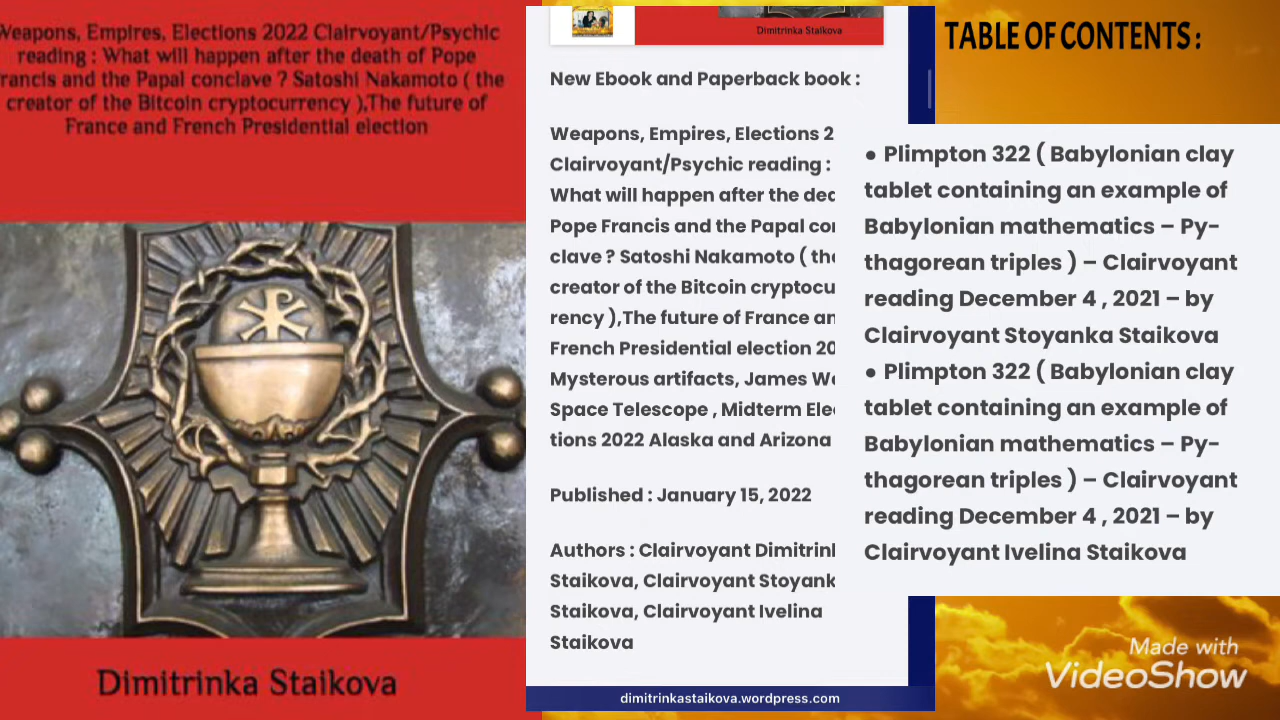 Weapons, Empires, Elections 2022 Clairvoyant/Psychic
reading : What will happen after the death of Pope
rancis and the Papal conclave ? Satoshi Nakamoto ( the
creator of the Bitcoin cryptocurrency ),The future of
France and French Presidential election
Dimitrinka Staikova
Dimitrinka Staikova
New Ebook and Paperback book :
Weapons, Empires, Elections 2
Clairvoyant/Psychic reading :
What will happen after the dea
Pope Francis and the Papal con
clave ? Satoshi Nakamoto ( the
creator of the Bitcoin cryptocu
rency ),The future of France an
French Presidential election 20
Mysterous artifacts, James We
Space Telescope , Midterm Elec
tions 2022 Alaska and Arizona
Published : January 15, 2022
Authors : Clairvoyant Dimitrink
Staikova, Clairvoyant Stoyank
Staikova, Clairvoyant Ivelina
Staikova
dimitrinkastaikova.wordpress.com
TABLE OF CONTENTS :
● Plimpton 322 ( Babylonian clay
tablet containing an example of
Babylonian mathematics – Py-
thagorean triples ) – Clairvoyant
reading December 4 , 2021 – by
Clairvoyant Stoyanka Staikova
● Plimpton 322 ( Babylonian clay
tablet containing an example of
Babylonian mathematics – Py-
thagorean triples ) – Clairvoyant
reading December 4 , 2021 – by
Clairvoyant Ivelina Staikova
Made with
VideoShow